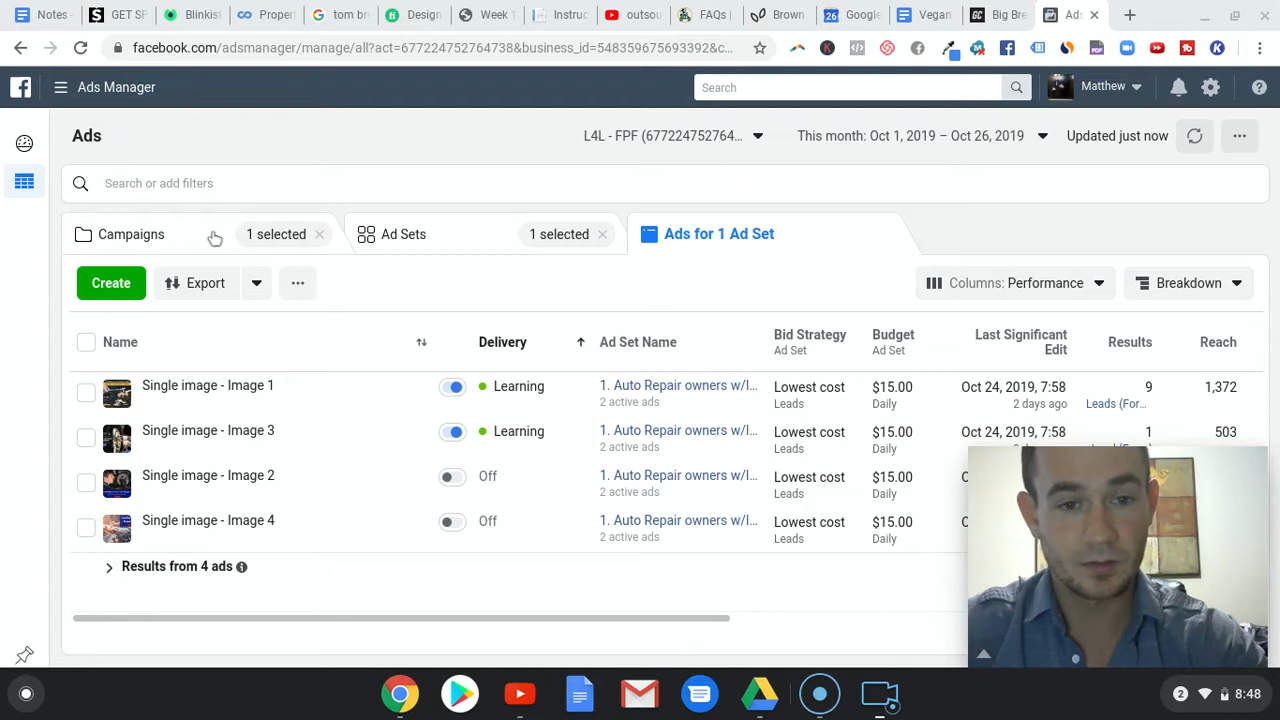 Notes -
GET SF
Blinkist
Propert
tom br
Design
Week 1
Instruc
outsou
FAQs |
Brown
26 Google
Vegan
GC Big Bre
Ads
facebook.com/adsmanager/manage/all?act=677224752764738&business_id=548359675693392&c...
Ads Manager
Search
Matthew
Ads
L4L - FPF (677224752764...
This month: Oct 1, 2019 – Oct 26, 2019
Updated just now
Search or add filters
Campaigns
1 selected
Ad Sets
1 selected
Ads for 1 Ad Set
Create
Export
Columns: Performance
Breakdown
Name
Delivery
Ad Set Name
Bid Strategy
Ad Set
Budget
Ad Set
Last Significant
Edit
Results
Reach
Single image - Image 1
Learning
1. Auto Repair owners w/I...
2 active ads
Lowest cost
Leads
$15.00
Daily
Oct 24, 2019, 7:58
2 days ago
9
Leads (For...
1,372
Single image - Image 3
Learning
1. Auto Repair owners w/I...
2 active ads
Lowest cost
Leads
$15.00
Daily
Oct 24, 2019, 7:58
1
503
Single image - Image 2
Off
1. Auto Repair owners w/I...
2 active ads
Lowest cost
Leads
$15.00
Daily
Single image - Image 4
Off
1. Auto Repair owners w/I...
2 active ads
Lowest cost
Leads
$15.00
Daily
Results from 4 ads
2
8:48